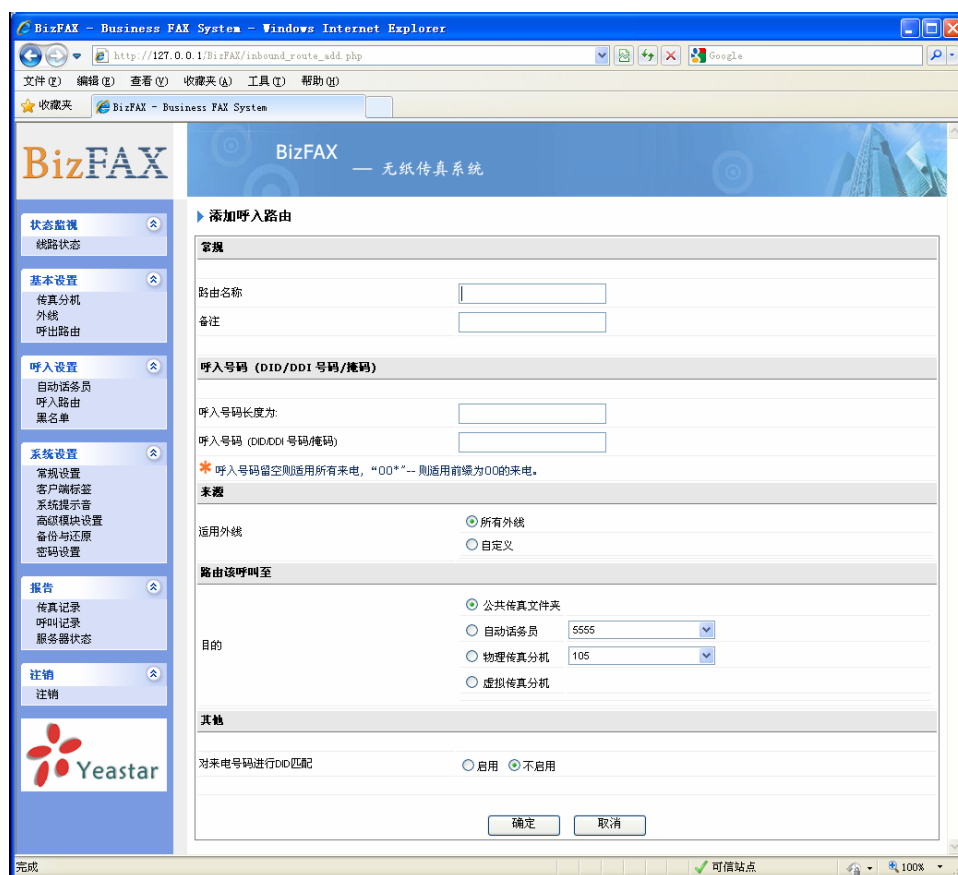 BizFAX - Business FAX System - Windows Internet Explorer
http://127.0.0.1/BizFAX/inbound_route_add.php
Google
文件(F) 编辑(E) 查看(V) 收藏夹(A) 工具(T) 帮助(H)
收藏夹 BizFAX - Business FAX System
BizFAX
BizFAX
— 无纸传真系统
状态监视
线路状态
基本设置
传真分机
外线
呼出路由
呼入设置
自动话务员
呼入路由
黑名单
系统设置
常规设置
客户端标签
系统提示音
高级模块设置
备份与还原
密码设置
报告
传真记录
呼叫记录
服务器状态
注销
注销
Yeastar
添加呼入路由
常规
路由名称
备注
呼入号码 (DID/DDI 号码/掩码)
呼入号码长度为:
呼入号码 (DID/DDI 号码/掩码)
* 呼入号码留空则适用所有来电, “00*”-- 则适用前缀为00的来电。
来源
适用外线
所有外线
自定义
路由该呼叫至
目的
公共传真文件夹
自动话务员 5555
物理传真分机 105
虚拟传真分机
其他
对来电号码进行DID匹配
启用 不启用
确定 取消
完成
可信站点
100%